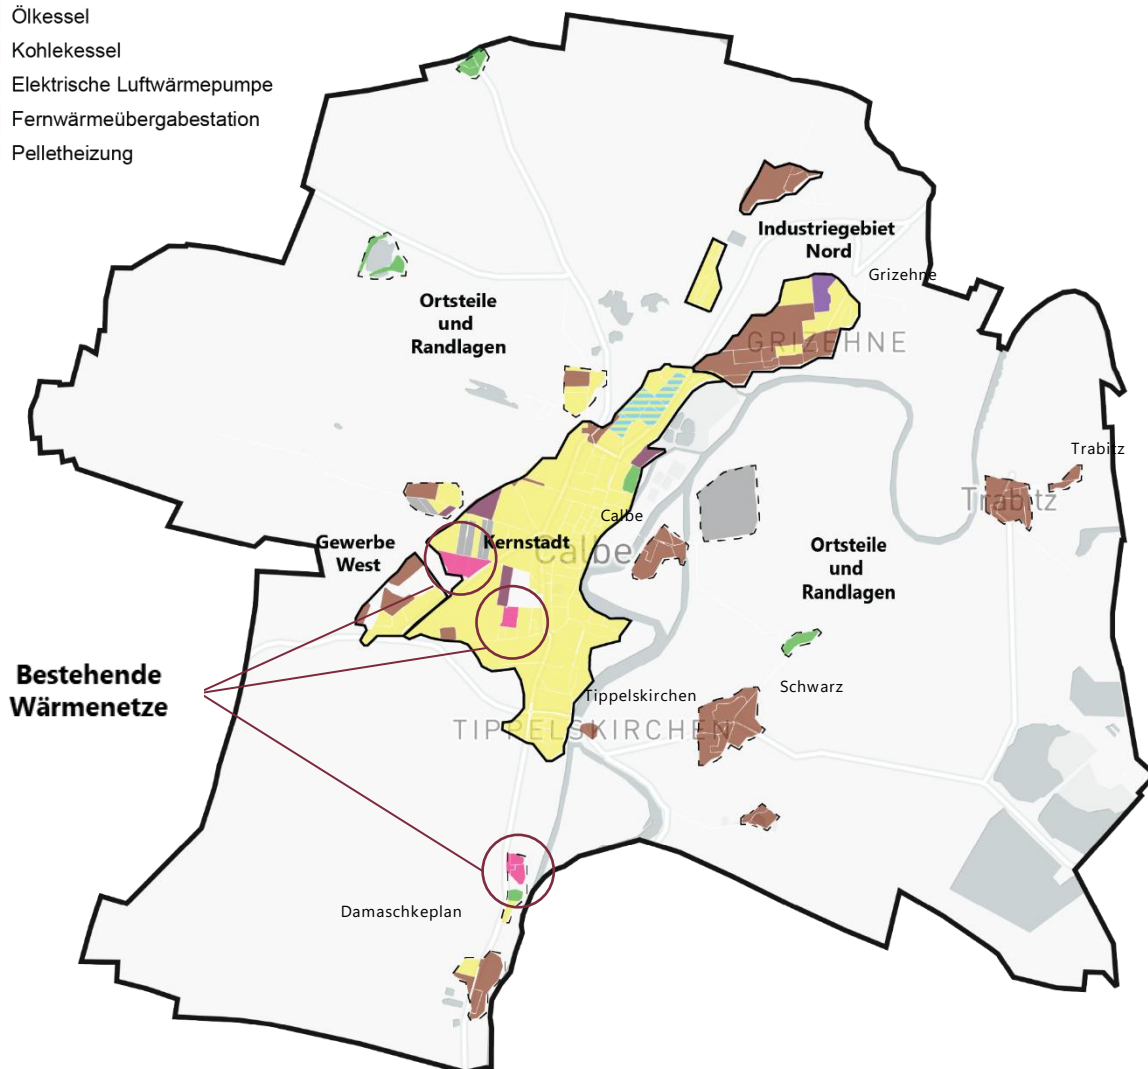 Ölkessel
Kohlekessel
Elektrische Luftwärmepumpe
Fernwärmeübergabestation
Pelletheizung
Industriegebiet
Nord
Grizehne
Ortsteile
und
Randlagen
GRIZEHNE
Trabitz
Trabitz
Calbe
Gewerbe
West
Kernstadt
Calbe
Ortsteile
und
Randlagen
Bestehende
Wärmenetze
Tippelskirchen
Schwarz
TIPPELSKIRCHEN
Damaschkeplan